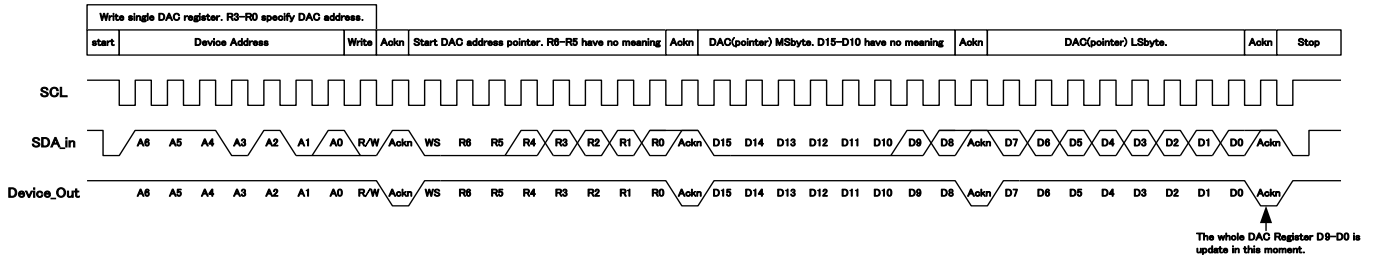 Write single DAC register. R3-R0 specify DAC address.
start Device Address Write Ackn Start DAC address pointer. R6-R5 have no meaning Ackn DAC(pointer) MSbyte. D15-D10 have no meaning Ackn DAC(pointer) LSbyte. Ackn Stop
SCL
SDA_in A6 A5 A4 A3 A2 A1 A0 R/W Ackn WS R6 R5 R4 R3 R2 R1 R0 Ackn D15 D14 D13 D12 D11 D10 D9 D8 Ackn D7 D6 D5 D4 D3 D2 D1 D0 Ackn
Device_Out A6 A5 A4 A3 A2 A1 A0 R/W Ackn WS R6 R5 R4 R3 R2 R1 R0 Ackn D15 D14 D13 D12 D11 D10 D9 D8 Ackn D7 D6 D5 D4 D3 D2 D1 D0 Ackn
The whole DAC Register D9-D0 is
update in this moment.